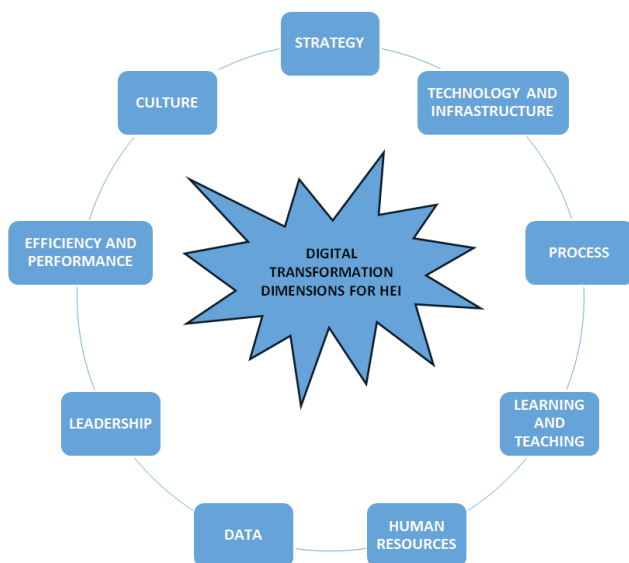 STRATEGY
TECHNOLOGY AND
INFRASTRUCTURE
PROCESS
LEARNING
AND
TEACHING
HUMAN
RESOURCES
DATA
LEADERSHIP
EFFICIENCY AND
PERFORMANCE
CULTURE
DIGITAL
TRANSFORMATION
DIMENSIONS FOR HEI